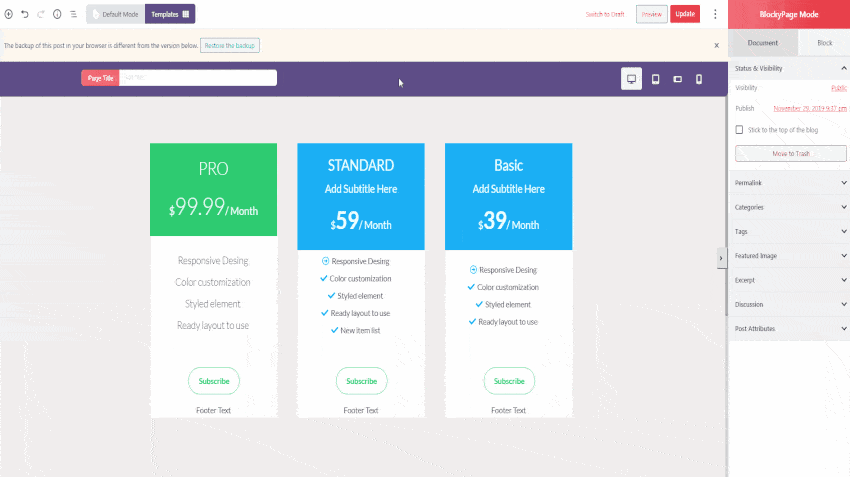 Default Mode
Templates
Switch to Draft
Preview
Update
BlockyPage Mode
The backup of this post in your browser is different from the version below.
Restore the backup
x
Document
Block
Page Title
Status & Visibility
Visibility
Public
Publish
November 29, 2019 9:37 pm
Stick to the top of the blog
Move to Trash
Permalink
Categories
Tags
Featured Image
Excerpt
Discussion
Post Attributes
PRO
$99.99/ Month
Responsive Desing
Color customization
Styled element
Ready layout to use
Subscribe
Footer Text
STANDARD
Add Subtitle Here
$59/ Month
Responsive Desing
Color customization
Styled element
Ready layout to use
New item list
Subscribe
Footer Text
Basic
Add Subtitle Here
$39/ Month
Responsive Desing
Color customization
Styled element
Ready layout to use
Subscribe
Footer Text